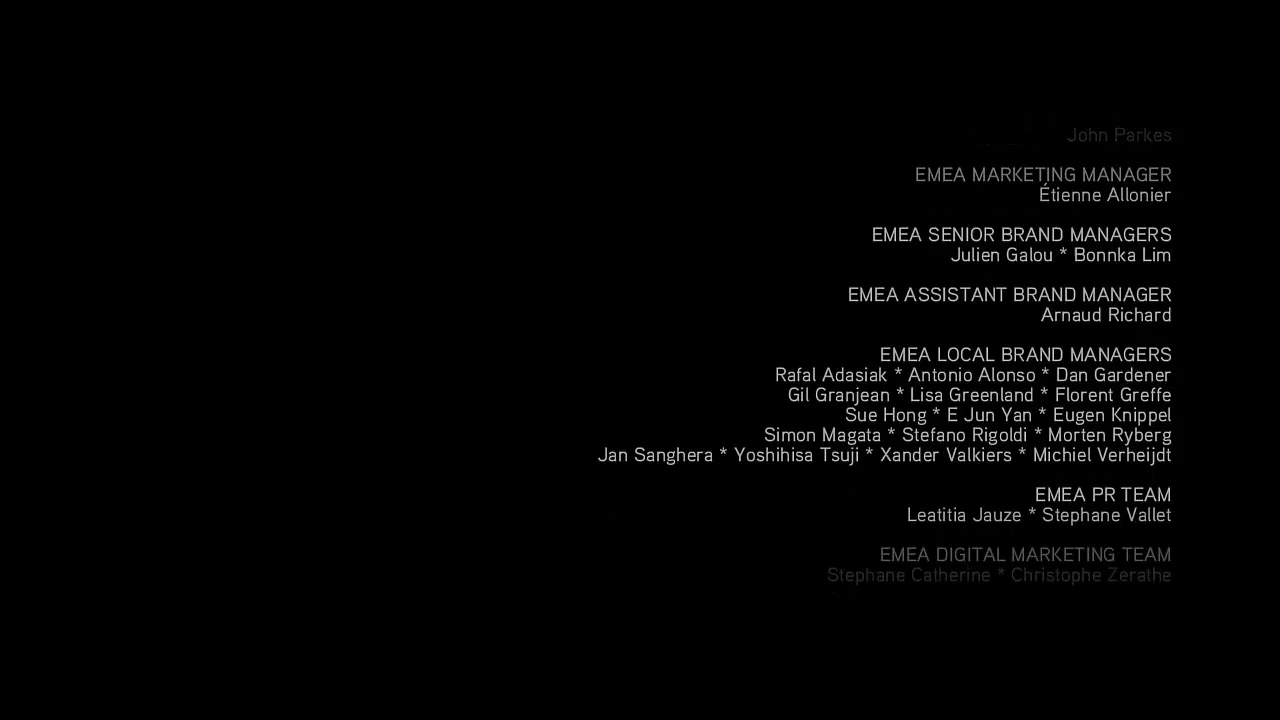 John Parkes
EMEA MARKETING MANAGER
Étienne Allonier
EMEA SENIOR BRAND MANAGERS
Julien Galou * Bonnka Lim
EMEA ASSISTANT BRAND MANAGER
Arnaud Richard
EMEA LOCAL BRAND MANAGERS
Rafal Adasiak * Antonio Alonso * Dan Gardener
Gil Granjean * Lisa Greenland * Florent Greffe
Sue Hong * E Jun Yan * Eugen Knippel
Simon Magata * Stefano Rigoldi * Morten Ryberg
Jan Sanghera * Yoshihisa Tsuji * Xander Valkiers * Michiel Verheijdt
EMEA PR TEAM
Leatitia Jauze * Stephane Vallet
EMEA DIGITAL MARKETING TEAM
Stephane Catherine * Christophe Zerathe